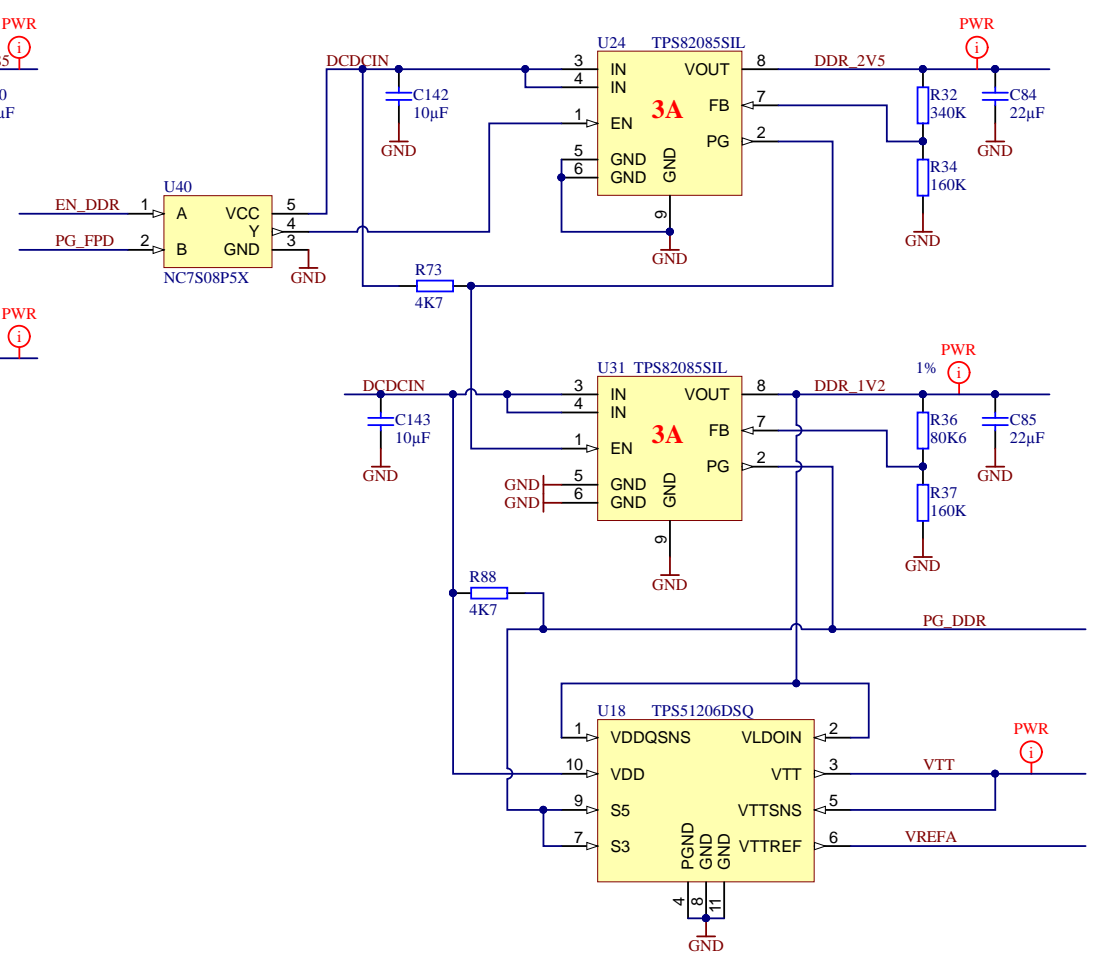 PWR
i
5
0
µF
PWR
i
DCDCIN
C142
10µF
GND
U24 TPS82085SIL
3 IN
4 IN
1 EN
5 GND
6 GND
GND
9
GND
3A
VOUT 8
FB 7
PG 2
DDR_2V5
PWR
i
R32
340K
C84
22µF
GND
R34
160K
GND
U40
EN_DDR 1 A
PG_FPD 2 B
VCC 5
Y 4
GND 3
NC7S08P5X
GND
R73
4K7
DCDCIN
C143
10µF
GND
U31 TPS82085SIL
3 IN
4 IN
1 EN
GND 5 GND
GND 6 GND
GND
9
GND
3A
VOUT 8
FB 7
PG 2
DDR_1V2
1%
PWR
i
R36
80K6
C85
22µF
GND
R37
160K
GND
R88
4K7
PG_DDR
U18 TPS51206DSQ
1 VDDQSNS
10 VDD
9 S5
7 S3
VLDOIN 2
VTT 3
VTTSNS 5
VTTREF 6
PGND
GND
GND
4
8
11
GND
VTT
PWR
i
VREFA